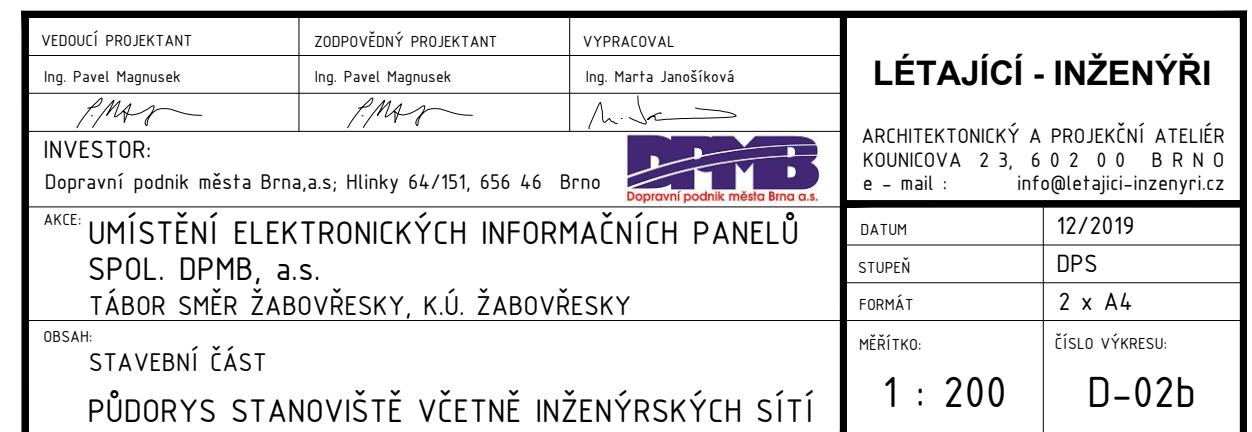 VEDOUCÍ PROJEKTANT
ZODPOVĚDNÝ PROJEKTANT
VYPRACOVAL
Ing. Pavel Magnusek
Ing. Pavel Magnusek
Ing. Marta Janošíková
INVESTOR:
Dopravní podnik města Brna,a.s; Hlinky 64/151, 656 46 Brno
DPMB
Dopravní podnik města Brna a.s.
LÉTAJÍCÍ - INŽENÝŘI
ARCHITEKTONICKÝ A PROJEKČNÍ ATELIÉR
KOUNICOVA 23, 602 00 BRNO
e - mail : info@letajici-inzenyri.cz
AKCE:
UMÍSTĚNÍ ELEKTRONICKÝCH INFORMAČNÍCH PANELŮ
SPOL. DPMB, a.s.
TÁBOR SMĚR ŽABOVŘESKY, K.Ú. ŽABOVŘESKY
DATUM 12/2019
STUPEŇ DPS
FORMÁT 2 x A4
OBSAH:
STAVEBNÍ ČÁST
PŮDORYS STANOVIŠTĚ VČETNĚ INŽENÝRSKÝCH SÍTÍ
MĚŘÍTKO:
1 : 200
ČÍSLO VÝKRESU:
D-02b